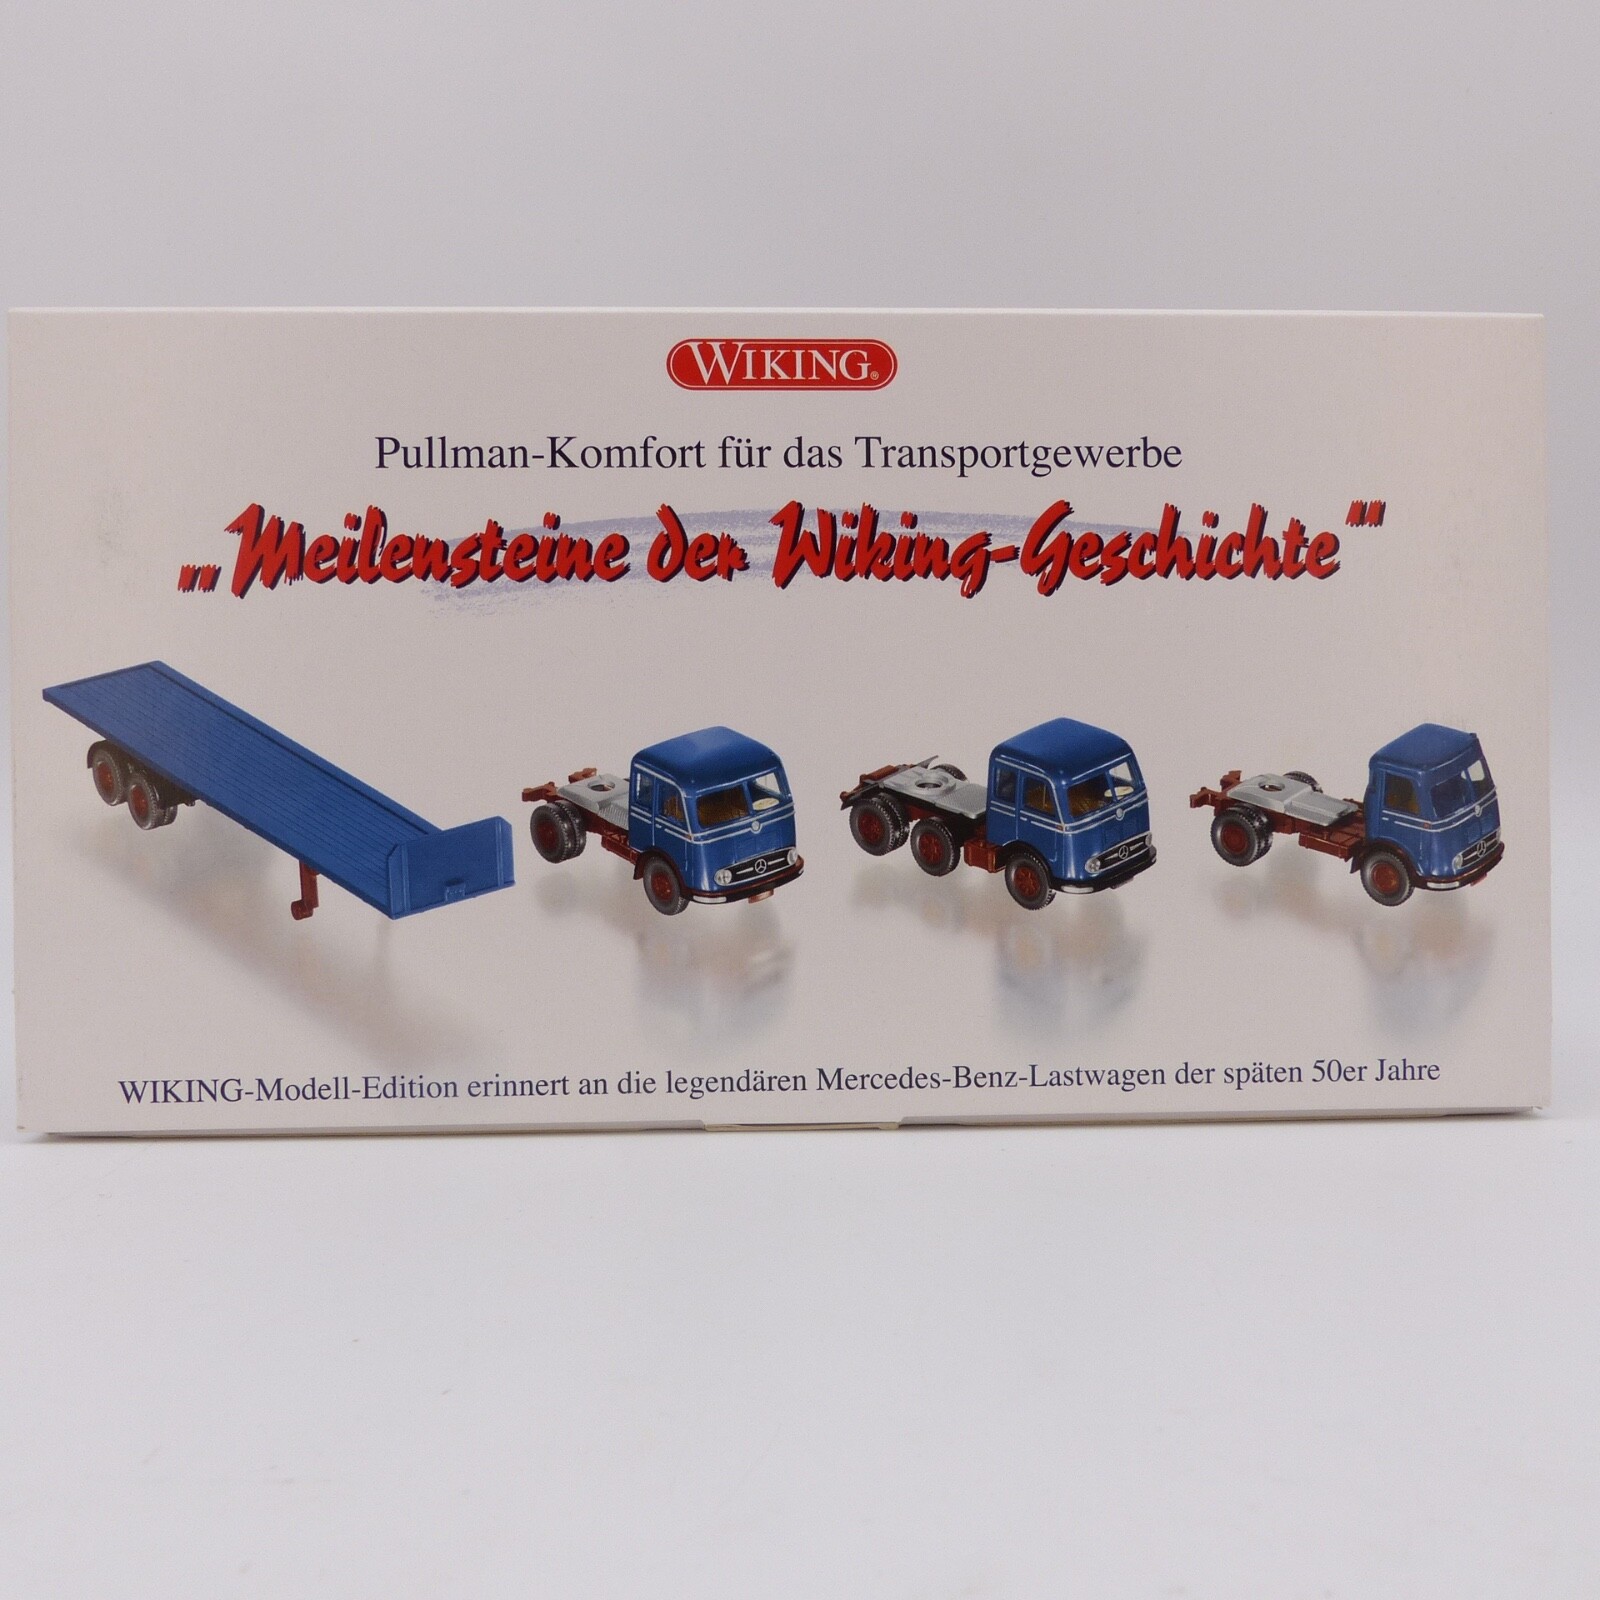 WIKING®
Pullman-Komfort für das Transportgewerbe
„Meilensteine der Wiking-Geschichte"
WIKING-Modell-Edition erinnert an die legendären Mercedes-Benz-Lastwagen der späten 50er Jahre